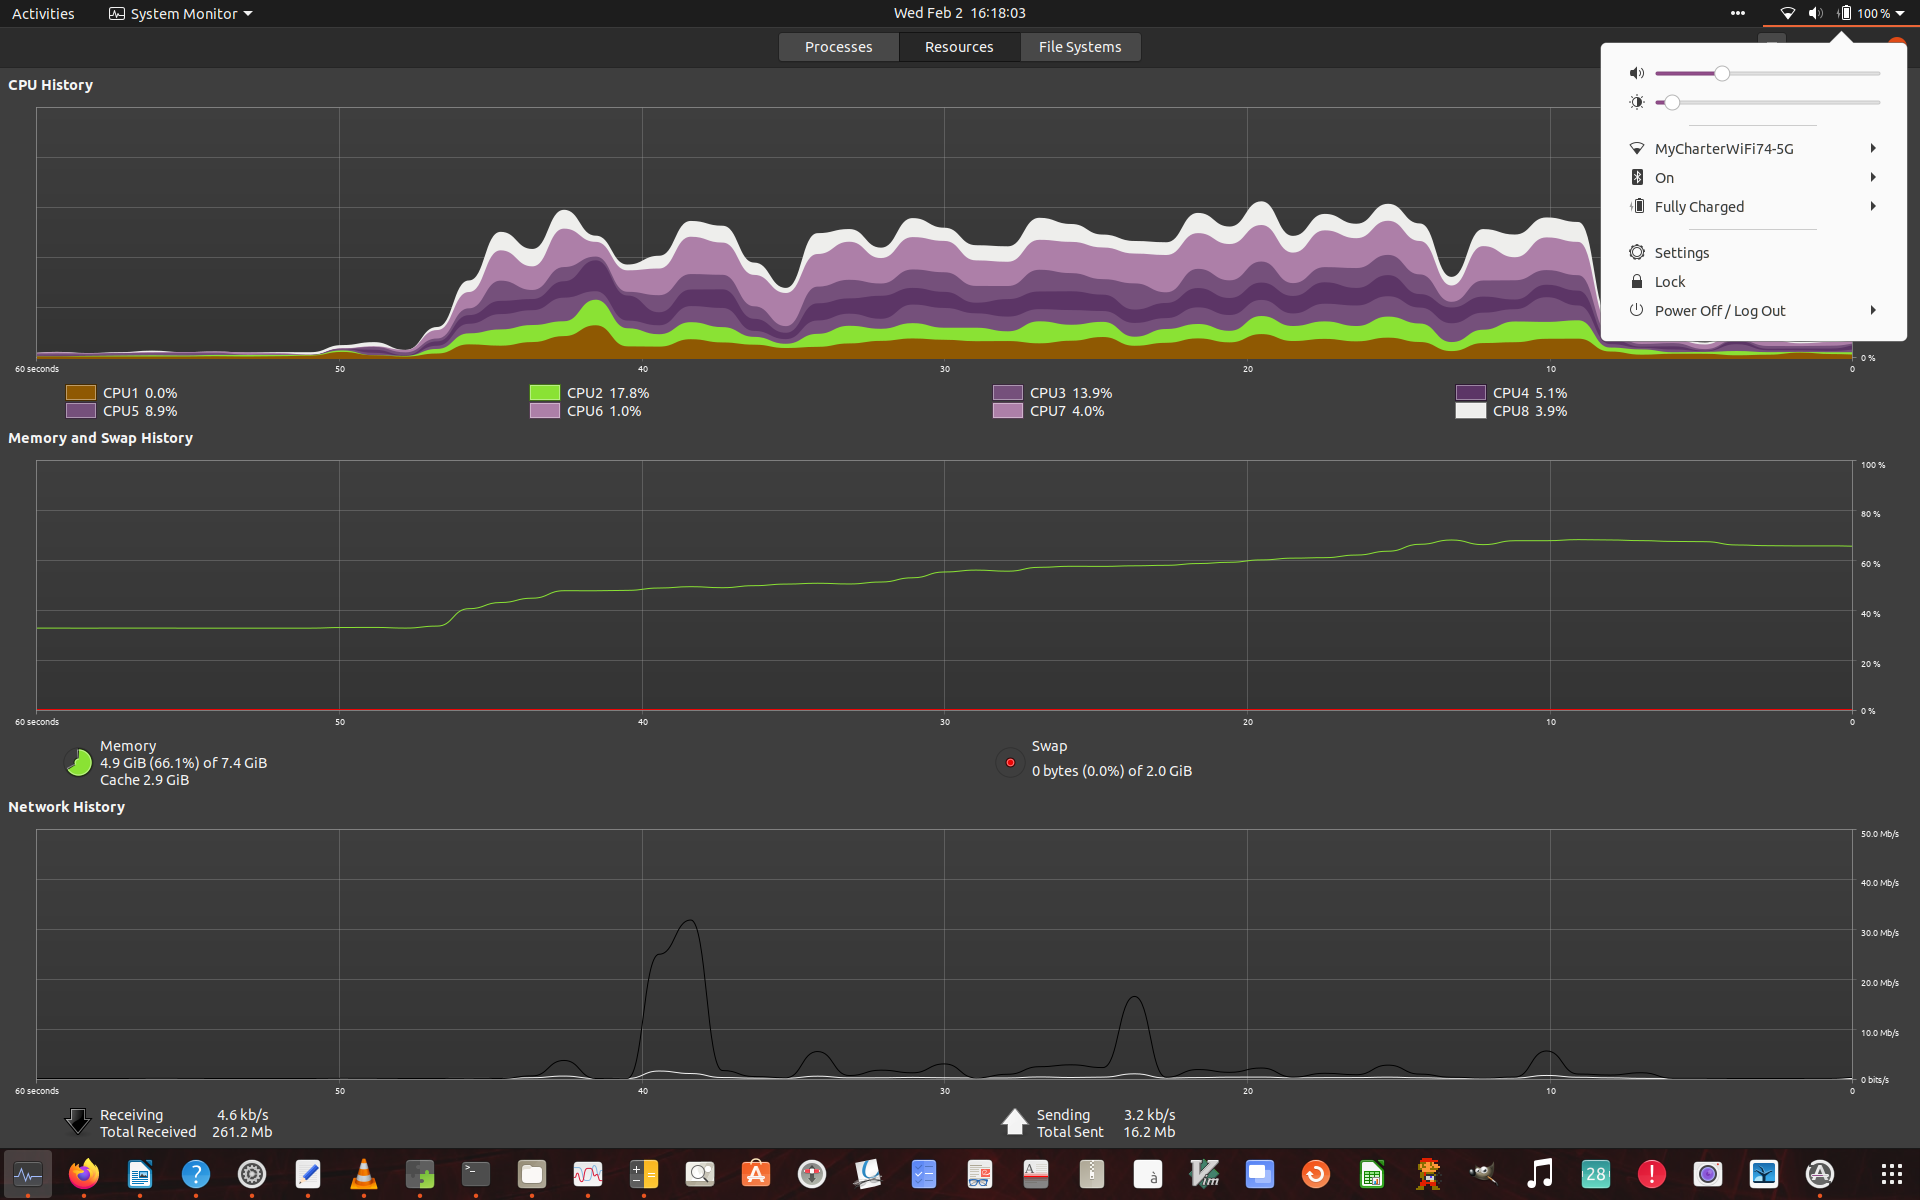 Activities
System Monitor
Wed Feb 2 16:18:03
100 %
Processes
Resources
File Systems
CPU History
MyCharterWiFi74-5G
On
Fully Charged
Settings
Lock
Power Off / Log Out
0 %
60 seconds 50 40 30 20 10 0
CPU1 0.0%
CPU2 17.8%
CPU3 13.9%
CPU4 5.1%
CPU5 8.9%
CPU6 1.0%
CPU7 4.0%
CPU8 3.9%
Memory and Swap History
100 %
80 %
60 %
40 %
20 %
0 %
60 seconds 50 40 30 20 10 0
Memory
4.9 GiB (66.1%) of 7.4 GiB
Cache 2.9 GiB
Swap
0 bytes (0.0%) of 2.0 GiB
Network History
50.0 Mb/s
40.0 Mb/s
30.0 Mb/s
20.0 Mb/s
10.0 Mb/s
0 bits/s
60 seconds 50 40 30 20 10 0
Receiving 4.6 kb/s
Total Received 261.2 Mb
Sending 3.2 kb/s
Total Sent 16.2 Mb
?
>_
A
à
Vim
28
!
A